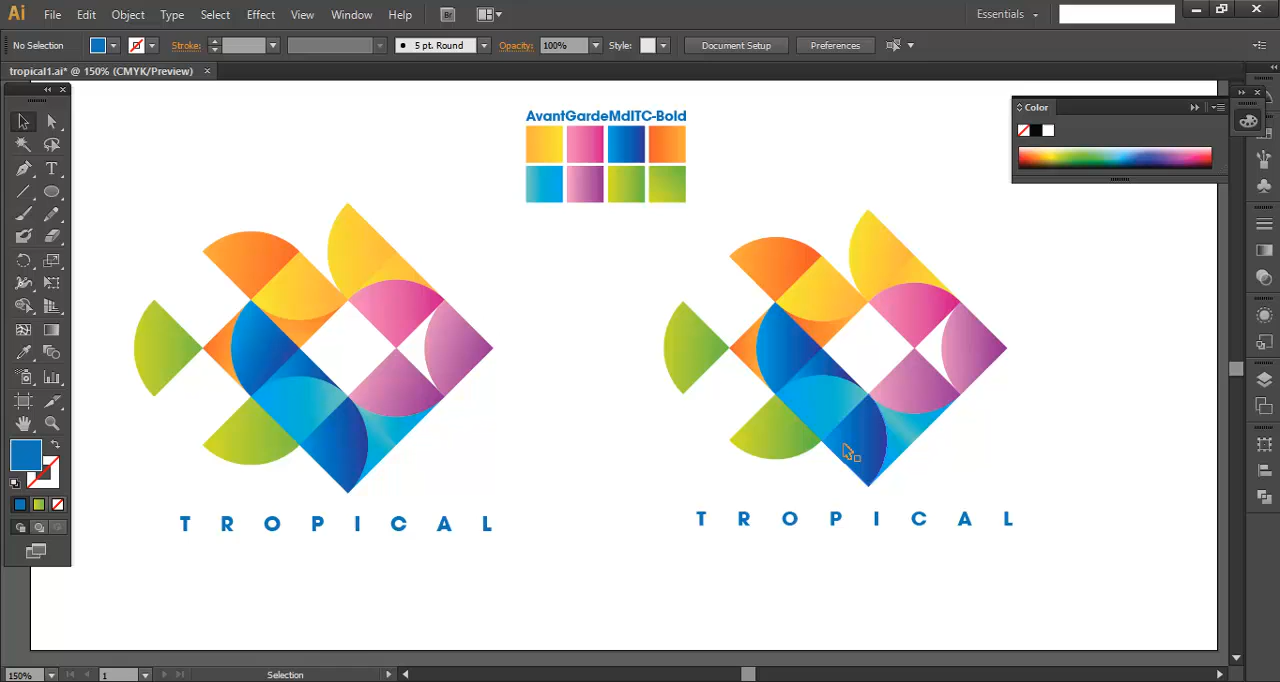 Ai File Edit Object Type Select Effect View Window Help Br Essentials
No Selection Stroke: 5 pt. Round Opacity: 100% Style: Document Setup Preferences
tropical1.ai* @ 150% (CMYK/Preview) ×
Color
AvantGardeMdITC-Bold
T R O P I C A L
T R O P I C A L
150% 1 Selection